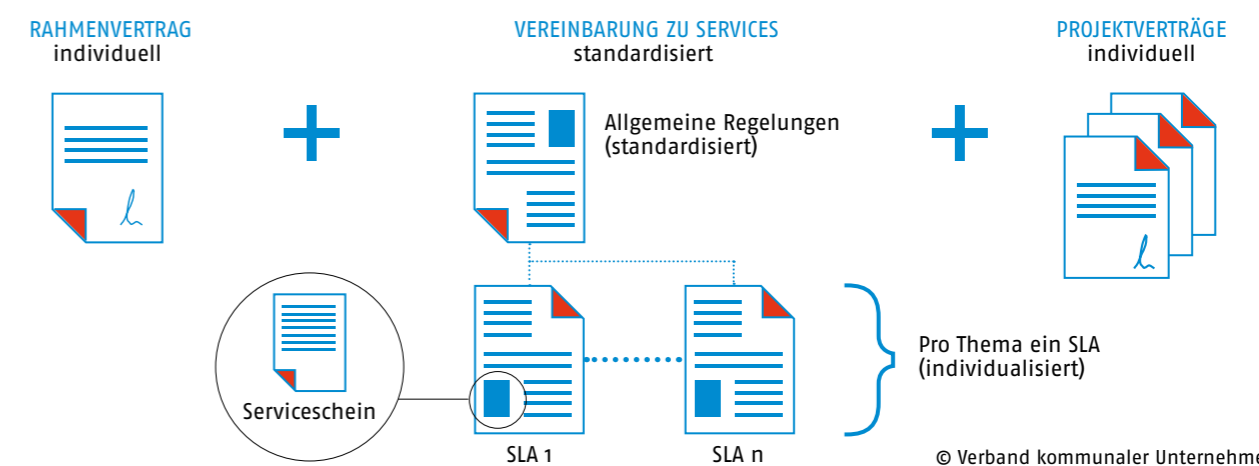 RAHMENVERTRAG
individuell
VEREINBARUNG ZU SERVICES
standardisiert
PROJEKTVERTRÄGE
individuell
Allgemeine Regelungen
(standardisiert)
Serviceschein
SLA 1
SLA n
Pro Thema ein SLA
(individualisiert)
© Verband kommunaler Unternehme